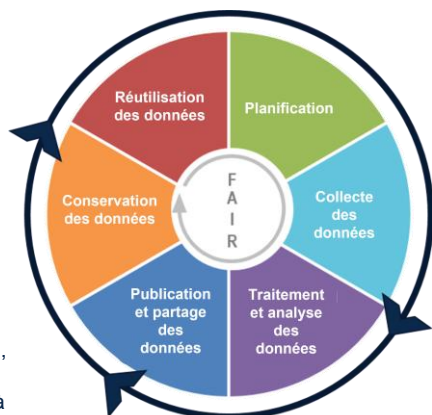 Réutilisation
des données
Planification
Collecte
des
données
Traitement
et analyse
des
données
Publication
et partage
des
données
Conservation
des données
F
A
I
R
,
a